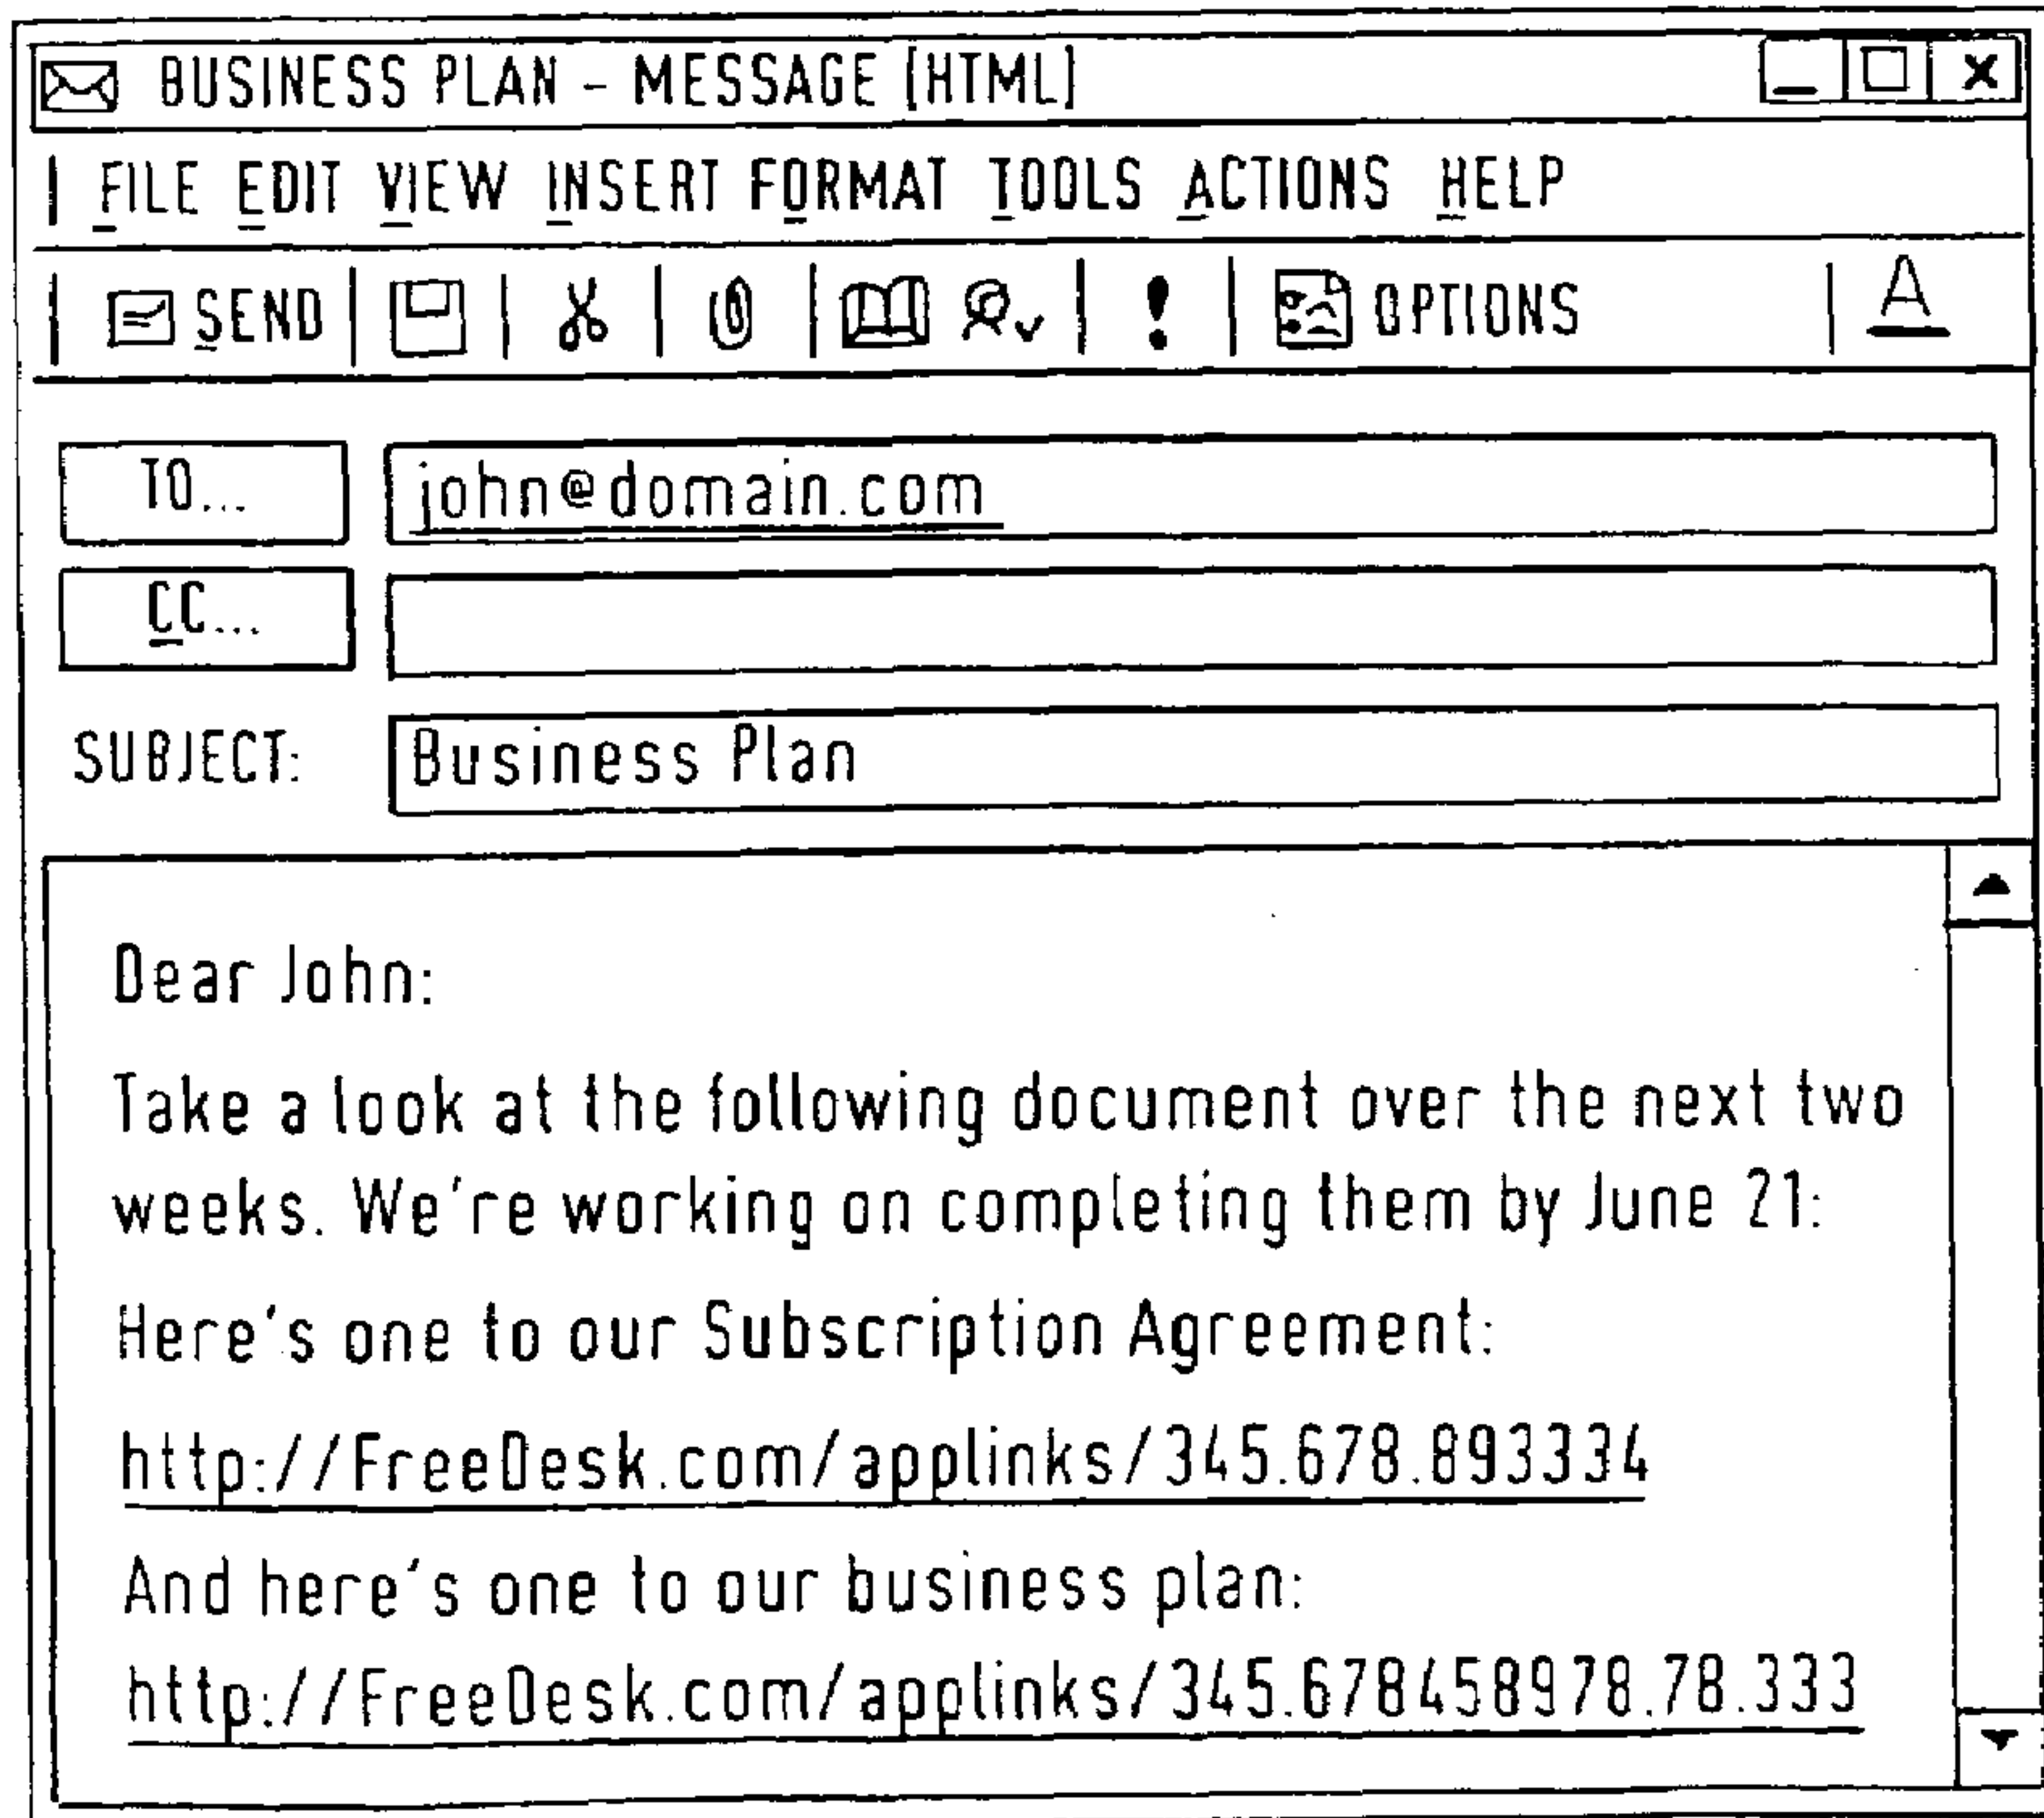 BUSINESS PLAN - MESSAGE [HTML]
FILE EDIT VIEW INSERT FORMAT TOOLS ACTIONS HELP
SEND ! OPTIONS A
TO... john@domain.com
CC...
SUBJECT: Business Plan
Dear John:
Take a look at the following document over the next two
weeks. We're working on completing them by June 21:
Here's one to our Subscription Agreement:
http://FreeDesk.com/applinks/345.678.893334
And here's one to our business plan:
http://FreeDesk.com/applinks/345.678458978.78.333